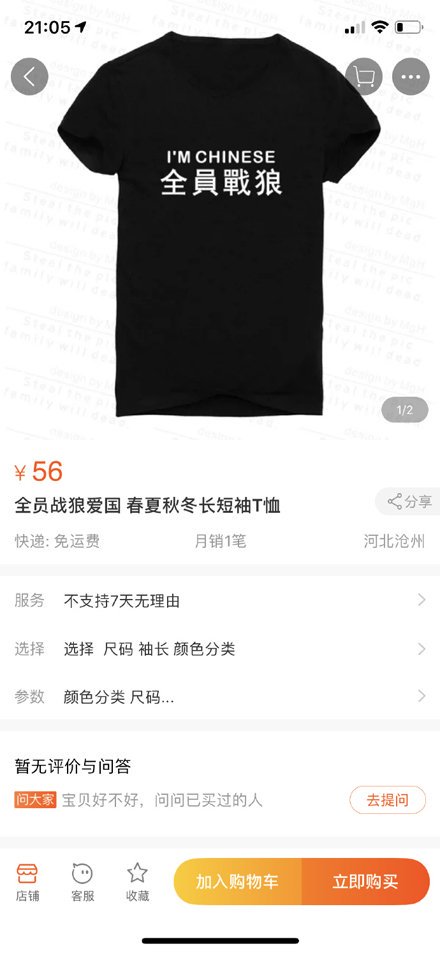 21:05
I'M CHINESE
全員戰狼
design by MgH
Steal the pic
family will dead
1/2
¥ 56
全员战狼爱国 春夏秋冬长短袖T恤
分享
快递: 免运费 月销1笔 河北沧州
服务 不支持7天无理由
选择 选择 尺码 袖长 颜色分类
参数 颜色分类 尺码...
暂无评价与问答
问大家 宝贝好不好，问问已买过的人 去提问
店铺 客服 收藏 加入购物车 立即购买